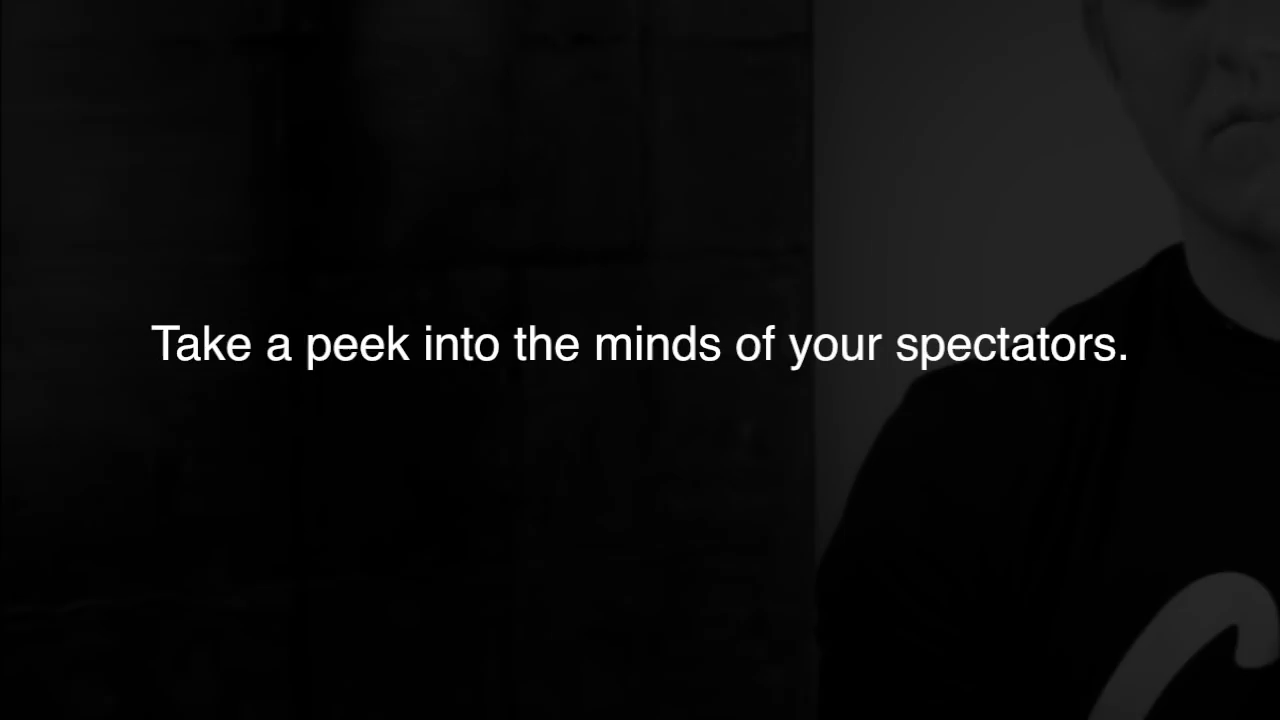 Take a peek into the minds of your spectators.